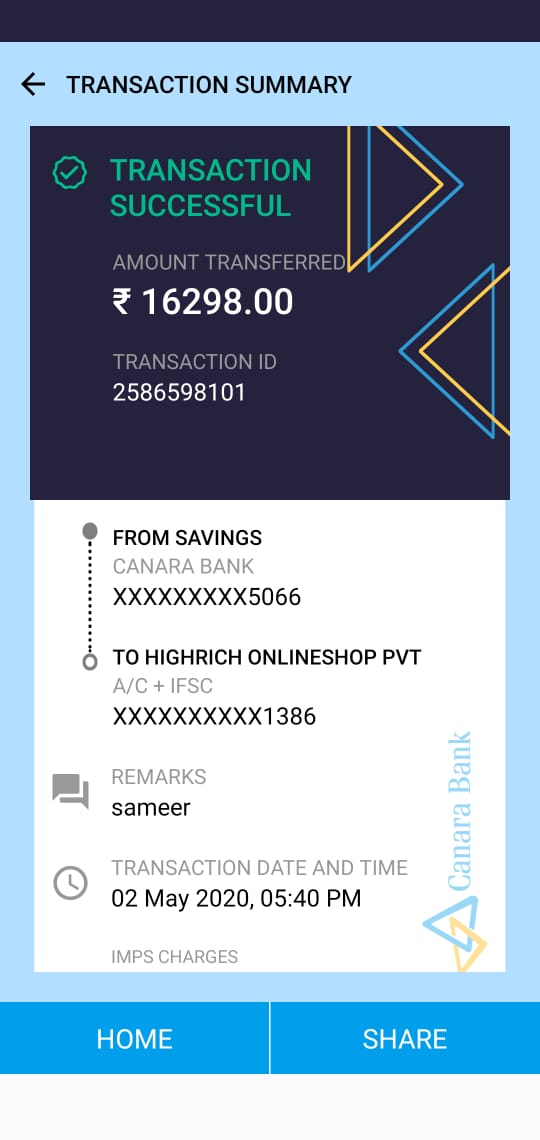 TRANSACTION SUMMARY
TRANSACTION
SUCCESSFUL
AMOUNT TRANSFERRED
₹ 16298.00
TRANSACTION ID
2586598101
FROM SAVINGS
CANARA BANK
XXXXXXXXX5066
TO HIGHRICH ONLINESHOP PVT
A/C + IFSC
XXXXXXXXXX1386
REMARKS
sameer
TRANSACTION DATE AND TIME
02 May 2020, 05:40 PM
IMPS CHARGES
Canara Bank
HOME
SHARE